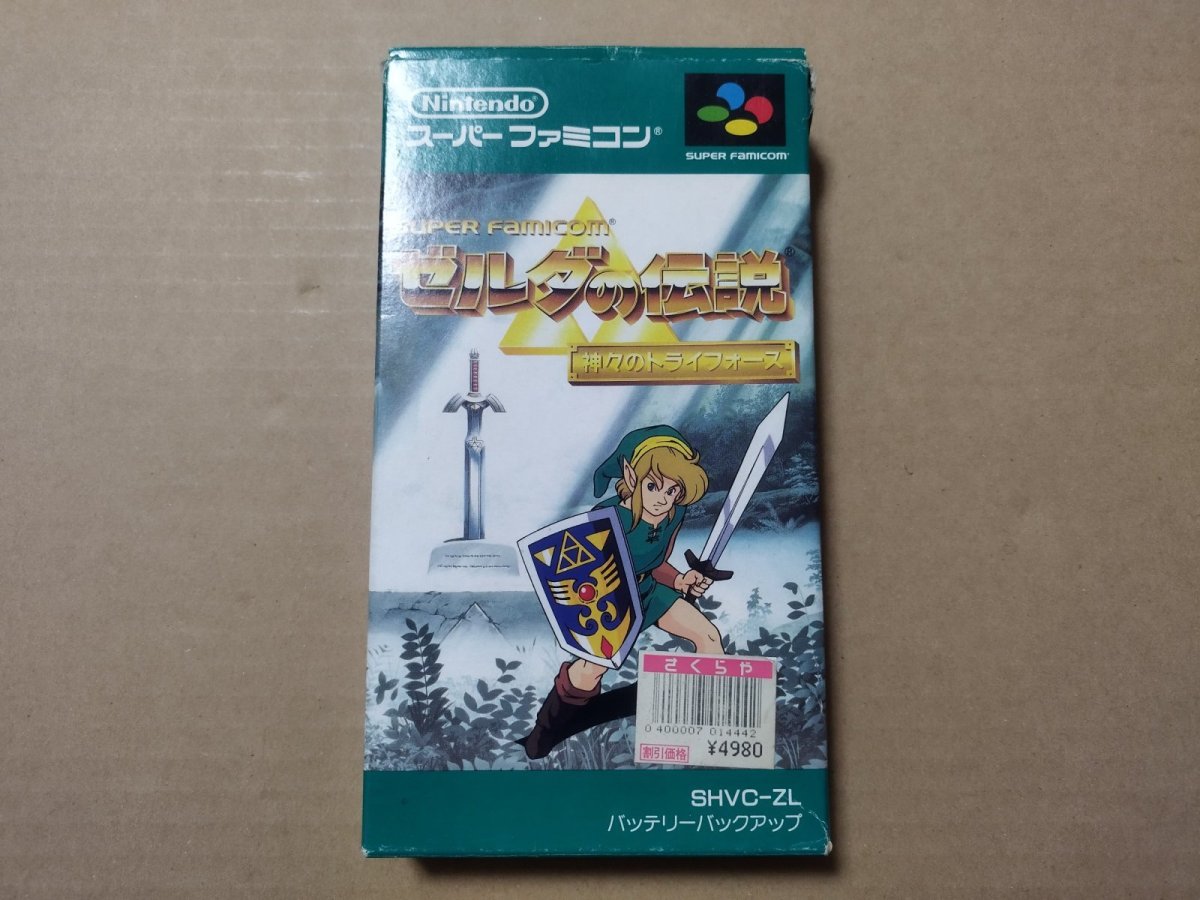 Nintendo®
スーパーファミコン®
SUPER FAMICOM™
SUPER FAMICOM®
ゼルダの伝説®
神々のトライフォース
さくらや
0 400007 014442
割引価格 ¥4980
SHVC-ZL
バッテリーバックアップ